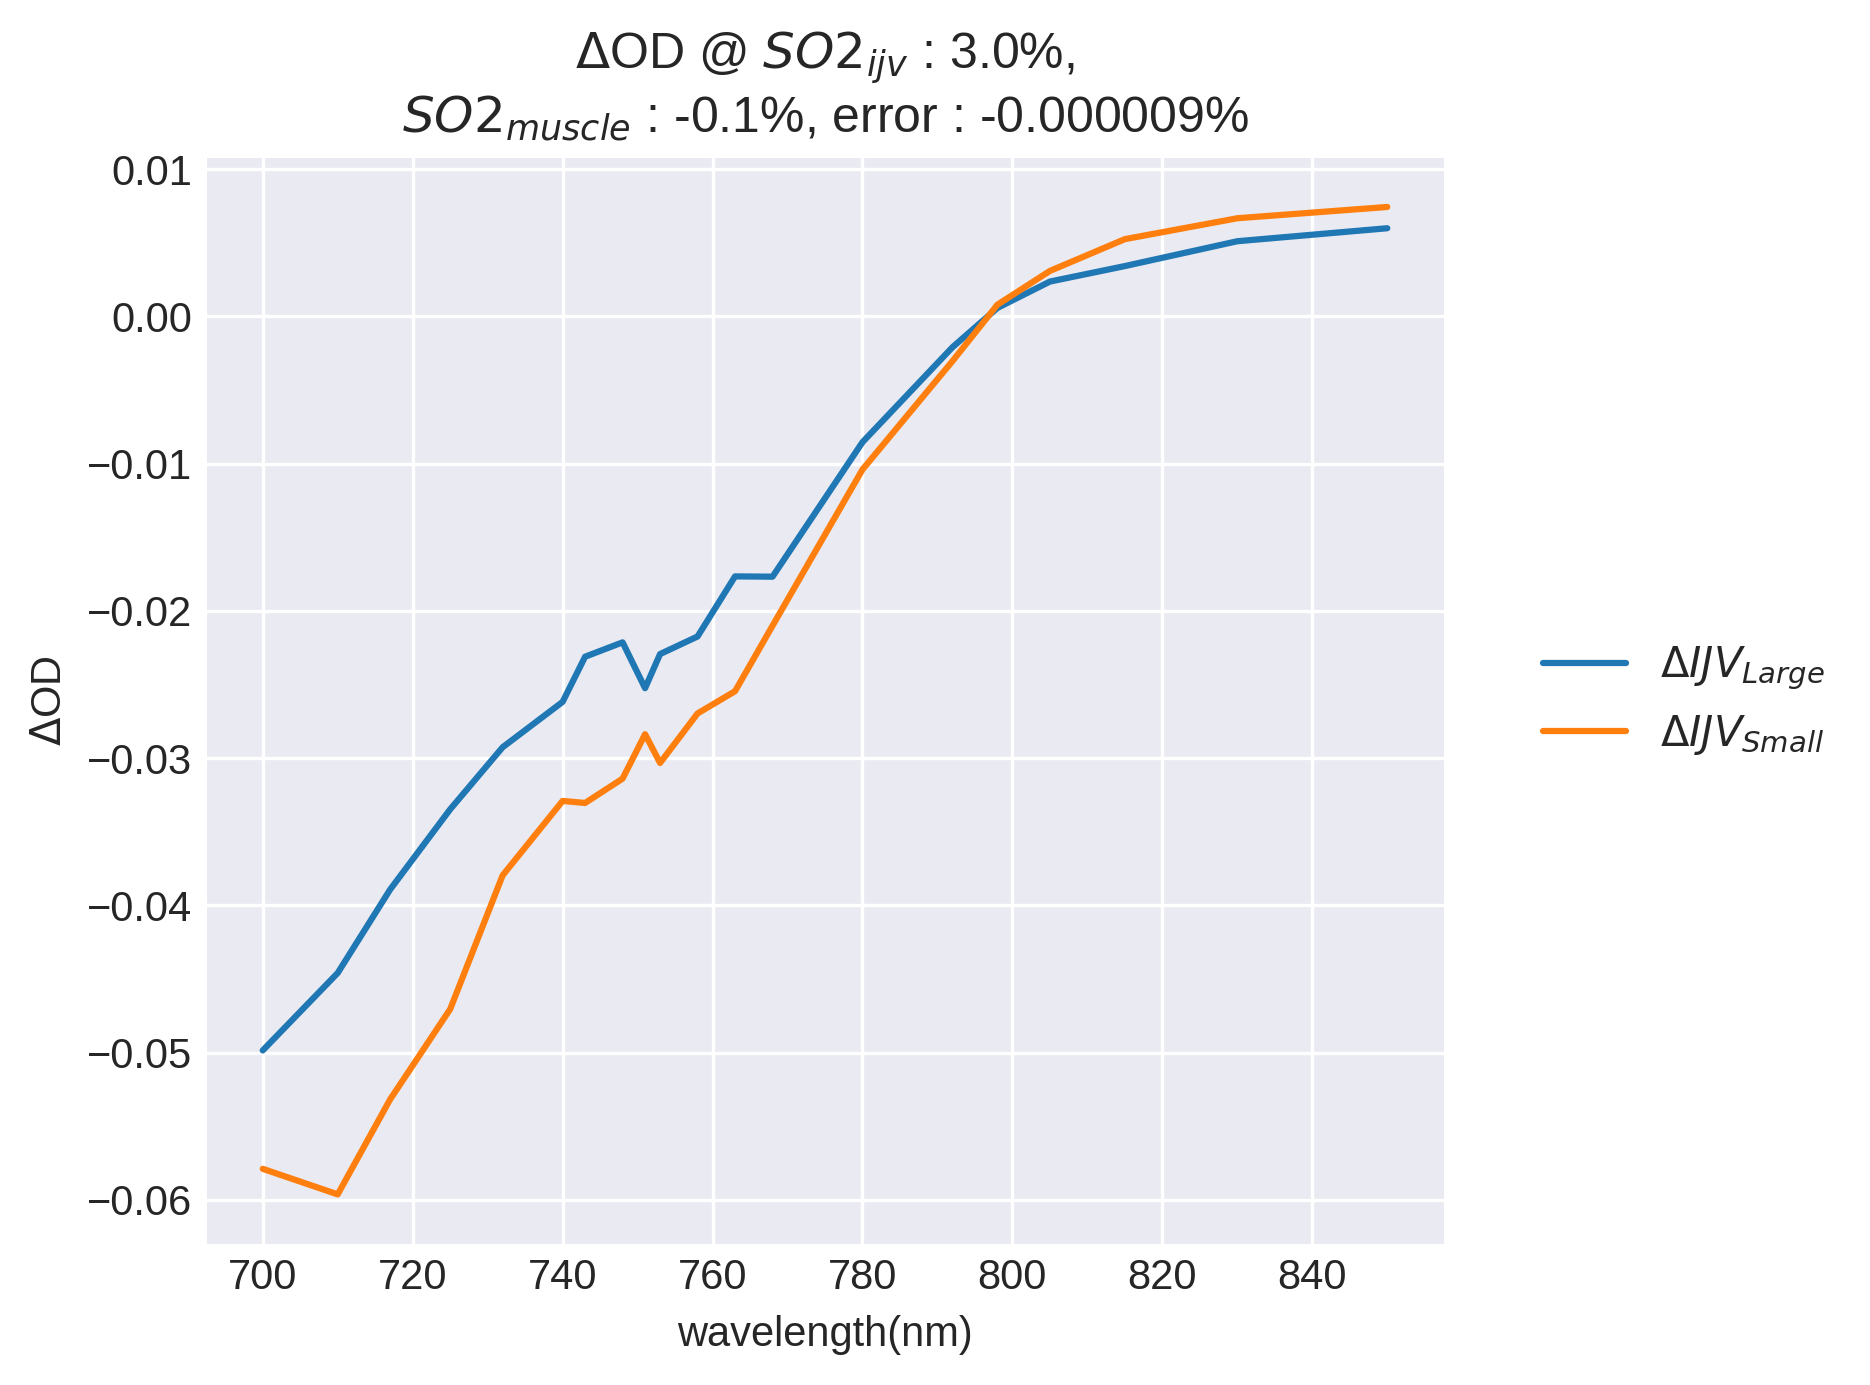 ΔOD @ SO2ijv : 3.0%,
SO2muscle : -0.1%, error : -0.000009%
0.01
0.00
−0.01
−0.02
−0.03
−0.04
−0.05
−0.06
ΔOD
700 720 740 760 780 800 820 840
wavelength(nm)
ΔIJVLarge
ΔIJVSmall